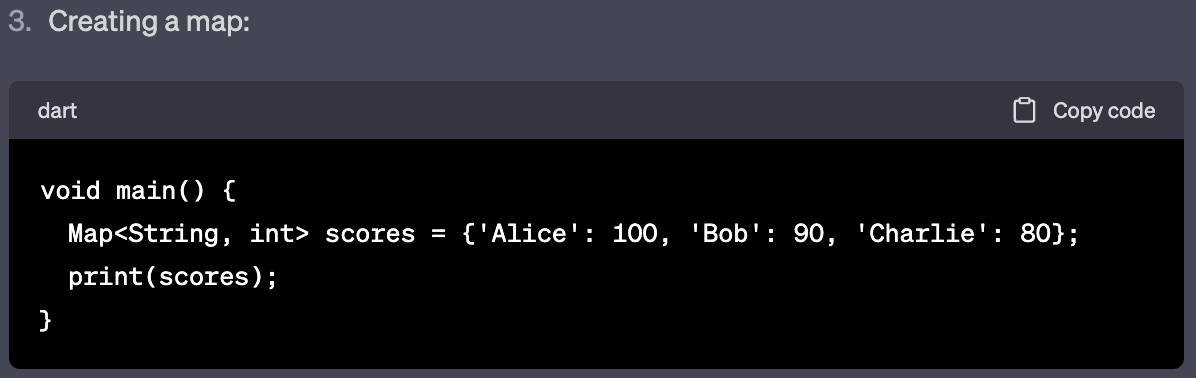 3. Creating a map:
dart
Copy code
void main() {
  Map<String, int> scores = {'Alice': 100, 'Bob': 90, 'Charlie': 80};
  print(scores);
}